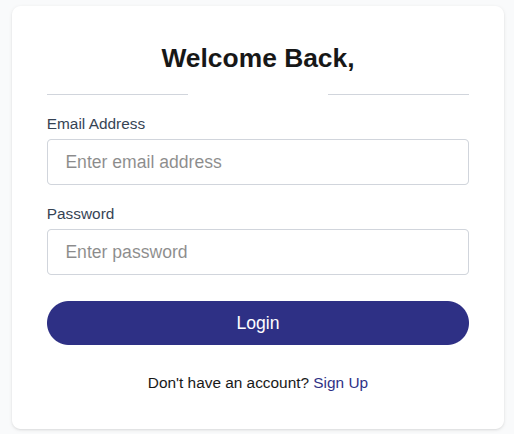 Welcome Back,
Email Address
Enter email address
Password
Enter password
Login
Don't have an account? Sign Up